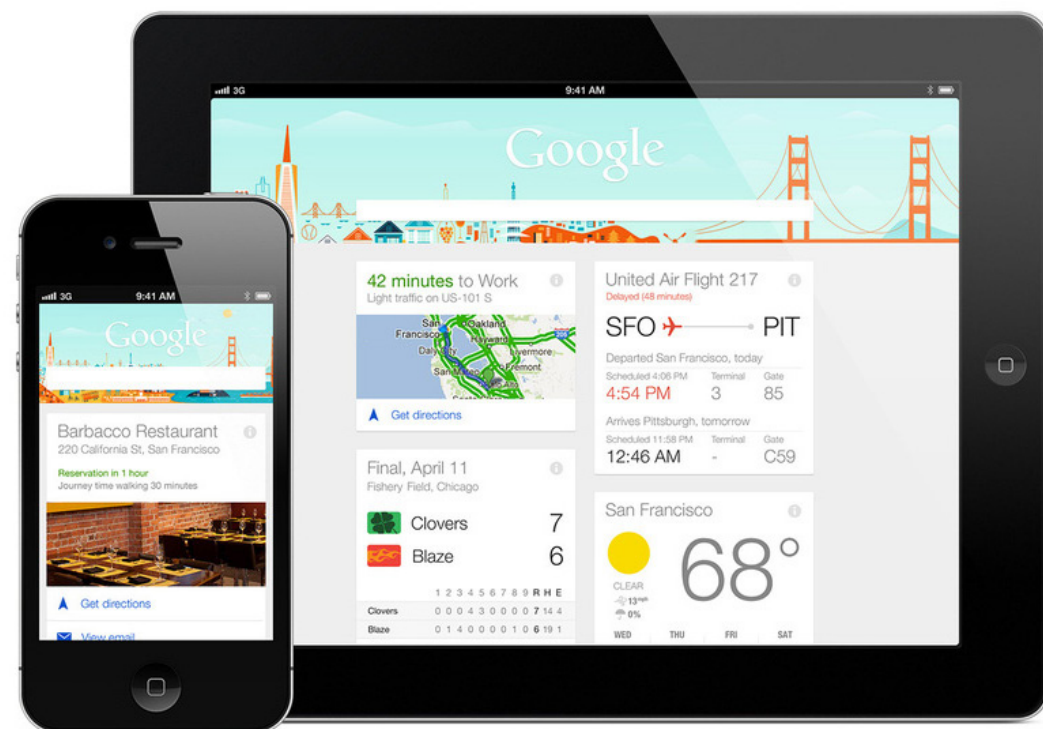 3G 9:41 AM
Google
42 minutes to Work
Light traffic on US-101 S
San Francisco
Oakland
Hayward
Daly City
Livermore
Fremont
San Mateo
Get directions
Final, April 11
Fishery Field, Chicago
Clovers 7
Blaze 6
1 2 3 4 5 6 7 8 9 R H E
Clovers 0 0 0 4 3 0 0 0 0 7 14 4
Blaze 0 1 4 0 0 0 0 1 0 6 19 1
United Air Flight 217
Delayed (48 minutes)
SFO PIT
Departed San Francisco, today
Scheduled 4:06 PM Terminal Gate
4:54 PM 3 85
Arrives Pittsburgh, tomorrow
Scheduled 11:58 PM Terminal Gate
12:46 AM - C59
San Francisco
68°
CLEAR
13 mph
0%
WED THU FRI SAT
3G 9:41 AM
Google
Barbacco Restaurant
220 California St, San Francisco
Reservation in 1 hour
Journey time walking 30 minutes
Get directions
View email